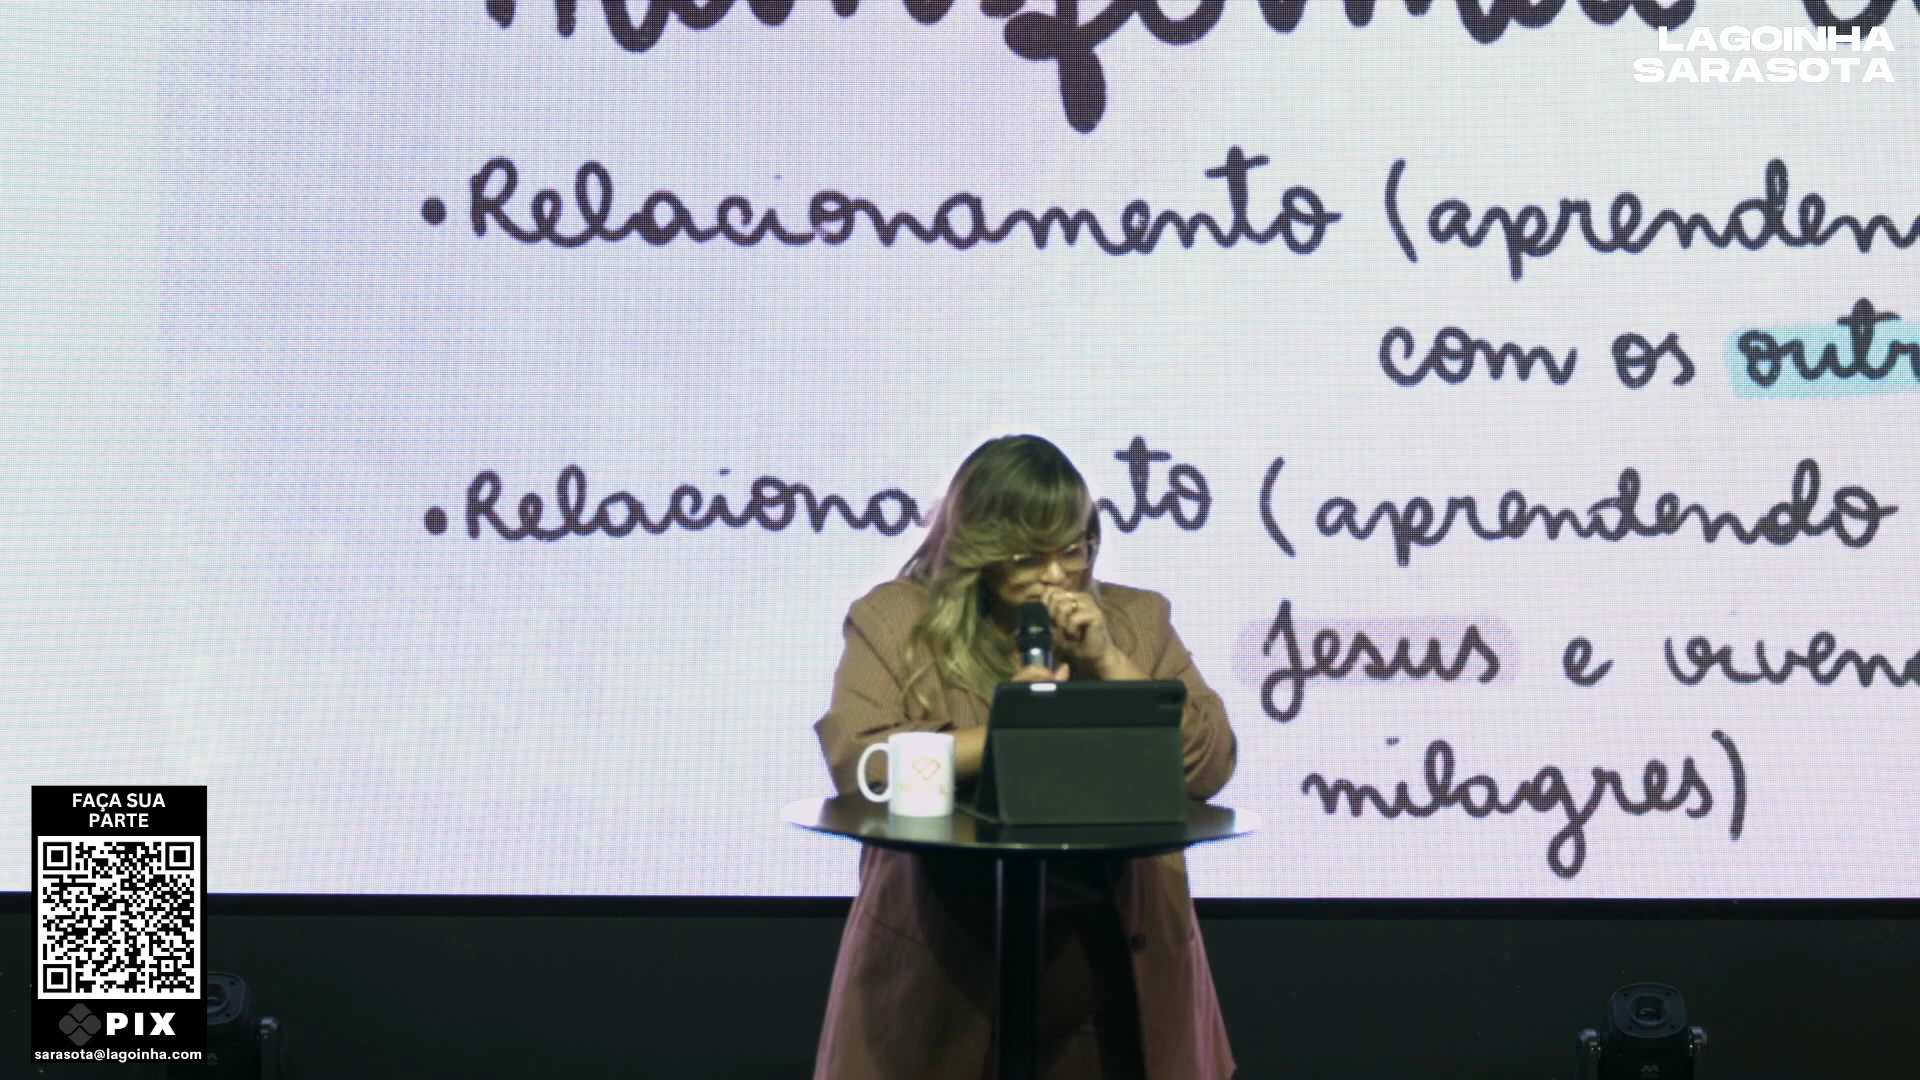 LAGOINHA
SARASOTA
• Relacionamento (aprenden
com os outr
• Relaciona nto (aprendendo
Jesus e viven
milagres)
FAÇA SUA
PARTE
PIX
sarasota@lagoinha.com